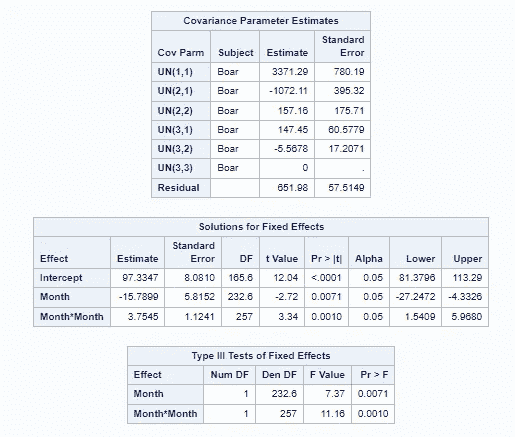 Covariance Parameter Estimates
Cov Parm Subject Estimate Standard Error
UN(1,1) Boar 3371.29 780.19
UN(2,1) Boar -1072.11 395.32
UN(2,2) Boar 157.16 175.71
UN(3,1) Boar 147.45 60.5779
UN(3,2) Boar -5.5678 17.2071
UN(3,3) Boar 0 .
Residual 651.98 57.5149
Solutions for Fixed Effects
Effect Estimate Standard Error DF t Value Pr > |t| Alpha Lower Upper
Intercept 97.3347 8.0810 165.6 12.04 <.0001 0.05 81.3796 113.29
Month -15.7899 5.8152 232.6 -2.72 0.0071 0.05 -27.2472 -4.3326
Month*Month 3.7545 1.1241 257 3.34 0.0010 0.05 1.5409 5.9680
Type III Tests of Fixed Effects
Effect Num DF Den DF F Value Pr > F
Month 1 232.6 7.37 0.0071
Month*Month 1 257 11.16 0.0010